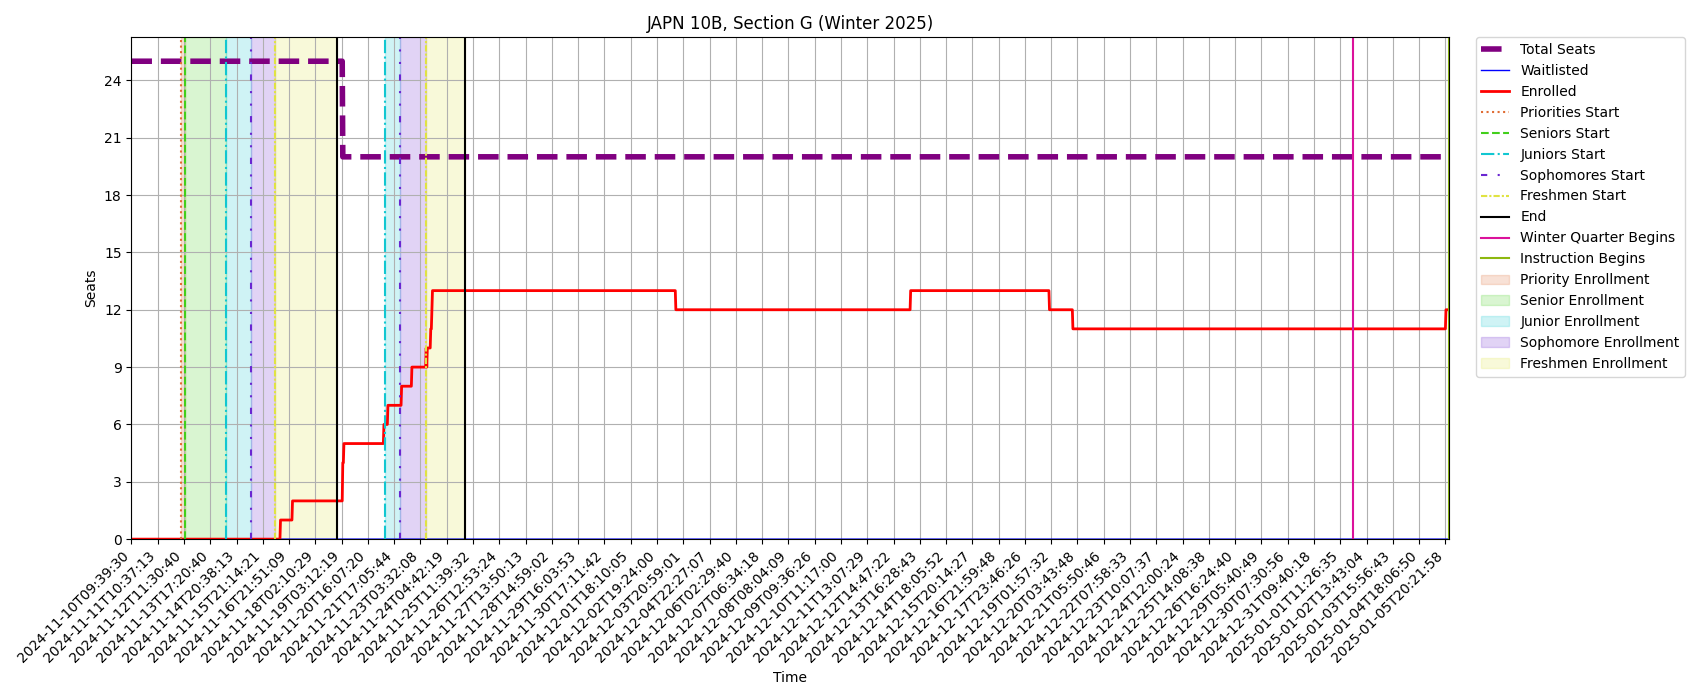 JAPN 10B, Section G (Winter 2025)
Seats
24
21
18
15
12
9
6
3
0
2024-11-10T09:39:30
2024-11-11T10:37:13
2024-11-12T11:30:40
2024-11-13T17:20:40
2024-11-14T20:38:13
2024-11-15T21:14:21
2024-11-16T21:51:09
2024-11-18T02:10:29
2024-11-19T03:12:19
2024-11-20T16:07:20
2024-11-21T17:05:44
2024-11-23T03:32:08
2024-11-24T04:42:19
2024-11-25T11:39:32
2024-11-26T12:53:24
2024-11-27T13:50:13
2024-11-28T14:59:02
2024-11-29T16:03:53
2024-11-30T17:11:42
2024-12-01T18:10:05
2024-12-02T19:24:00
2024-12-03T20:59:01
2024-12-04T22:27:07
2024-12-06T02:29:40
2024-12-07T06:34:18
2024-12-08T08:04:09
2024-12-09T09:36:26
2024-12-10T11:17:00
2024-12-11T13:07:29
2024-12-12T14:47:22
2024-12-13T16:28:43
2024-12-14T18:05:52
2024-12-15T20:14:27
2024-12-16T21:59:48
2024-12-17T23:46:26
2024-12-19T01:57:32
2024-12-20T03:43:48
2024-12-21T05:50:46
2024-12-22T07:58:33
2024-12-23T10:07:37
2024-12-24T12:00:24
2024-12-25T14:08:38
2024-12-26T16:24:40
2024-12-29T05:40:49
2024-12-30T07:30:56
2024-12-31T09:40:18
2025-01-01T11:26:35
2025-01-02T13:43:04
2025-01-03T15:56:43
2025-01-04T18:06:50
2025-01-05T20:21:58
Time
Total Seats
Waitlisted
Enrolled
Priorities Start
Seniors Start
Juniors Start
Sophomores Start
Freshmen Start
End
Winter Quarter Begins
Instruction Begins
Priority Enrollment
Senior Enrollment
Junior Enrollment
Sophomore Enrollment
Freshmen Enrollment